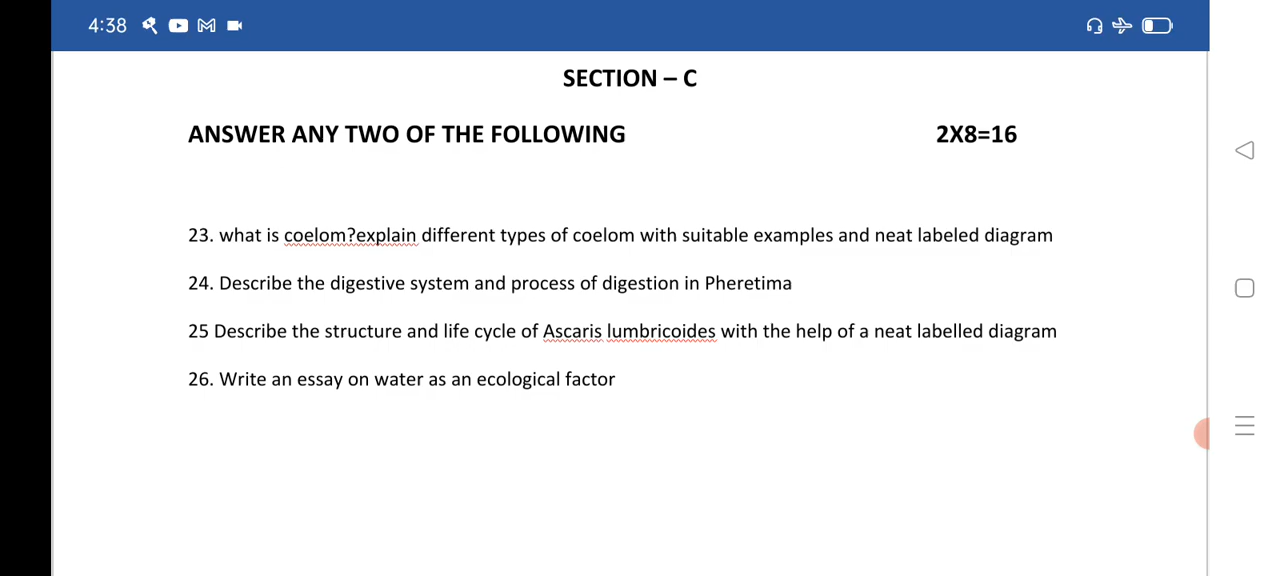 4:38
SECTION – C
ANSWER ANY TWO OF THE FOLLOWING 2X8=16
23. what is coelom?explain different types of coelom with suitable examples and neat labeled diagram
24. Describe the digestive system and process of digestion in Pheretima
25 Describe the structure and life cycle of Ascaris lumbricoides with the help of a neat labelled diagram
26. Write an essay on water as an ecological factor